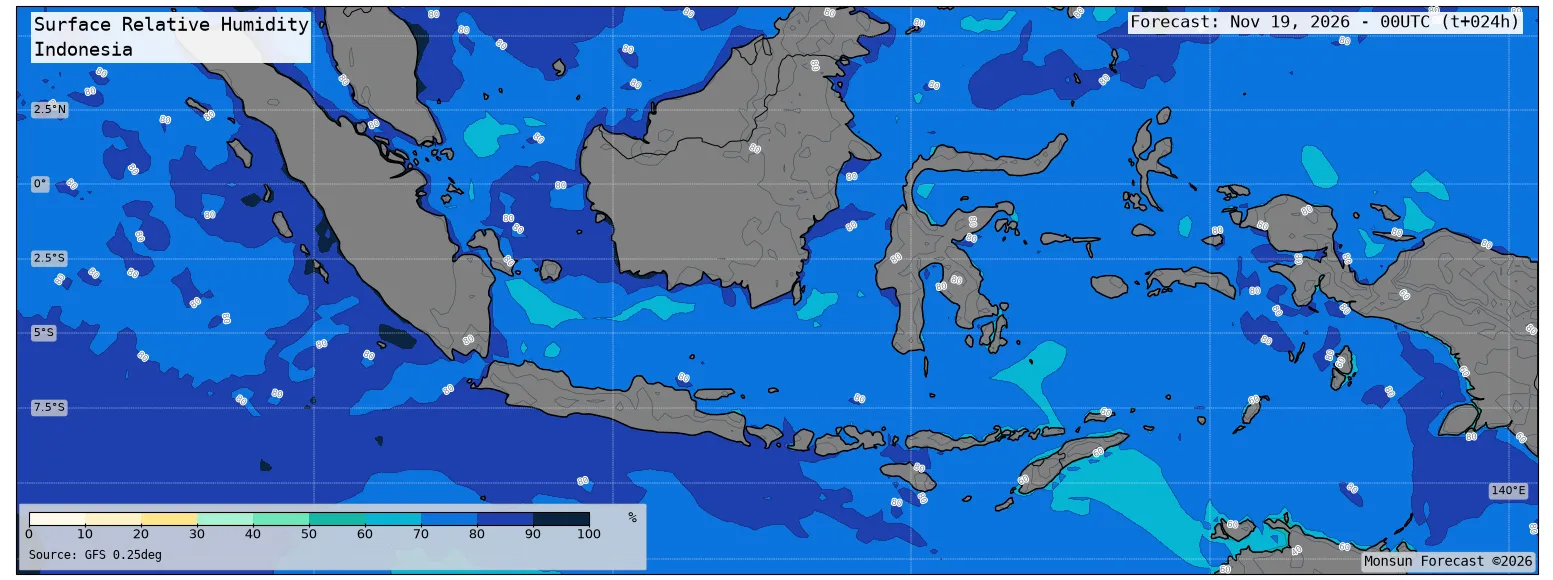 Surface Relative Humidity
Indonesia
Forecast: Nov 19, 2026 - 00UTC (t+024h)
2.5°N
0°
2.5°S
5°S
7.5°S
140°E
0 10 20 30 40 50 60 70 80 90 100
%
Source: GFS 0.25deg
Monsun Forecast ©2026